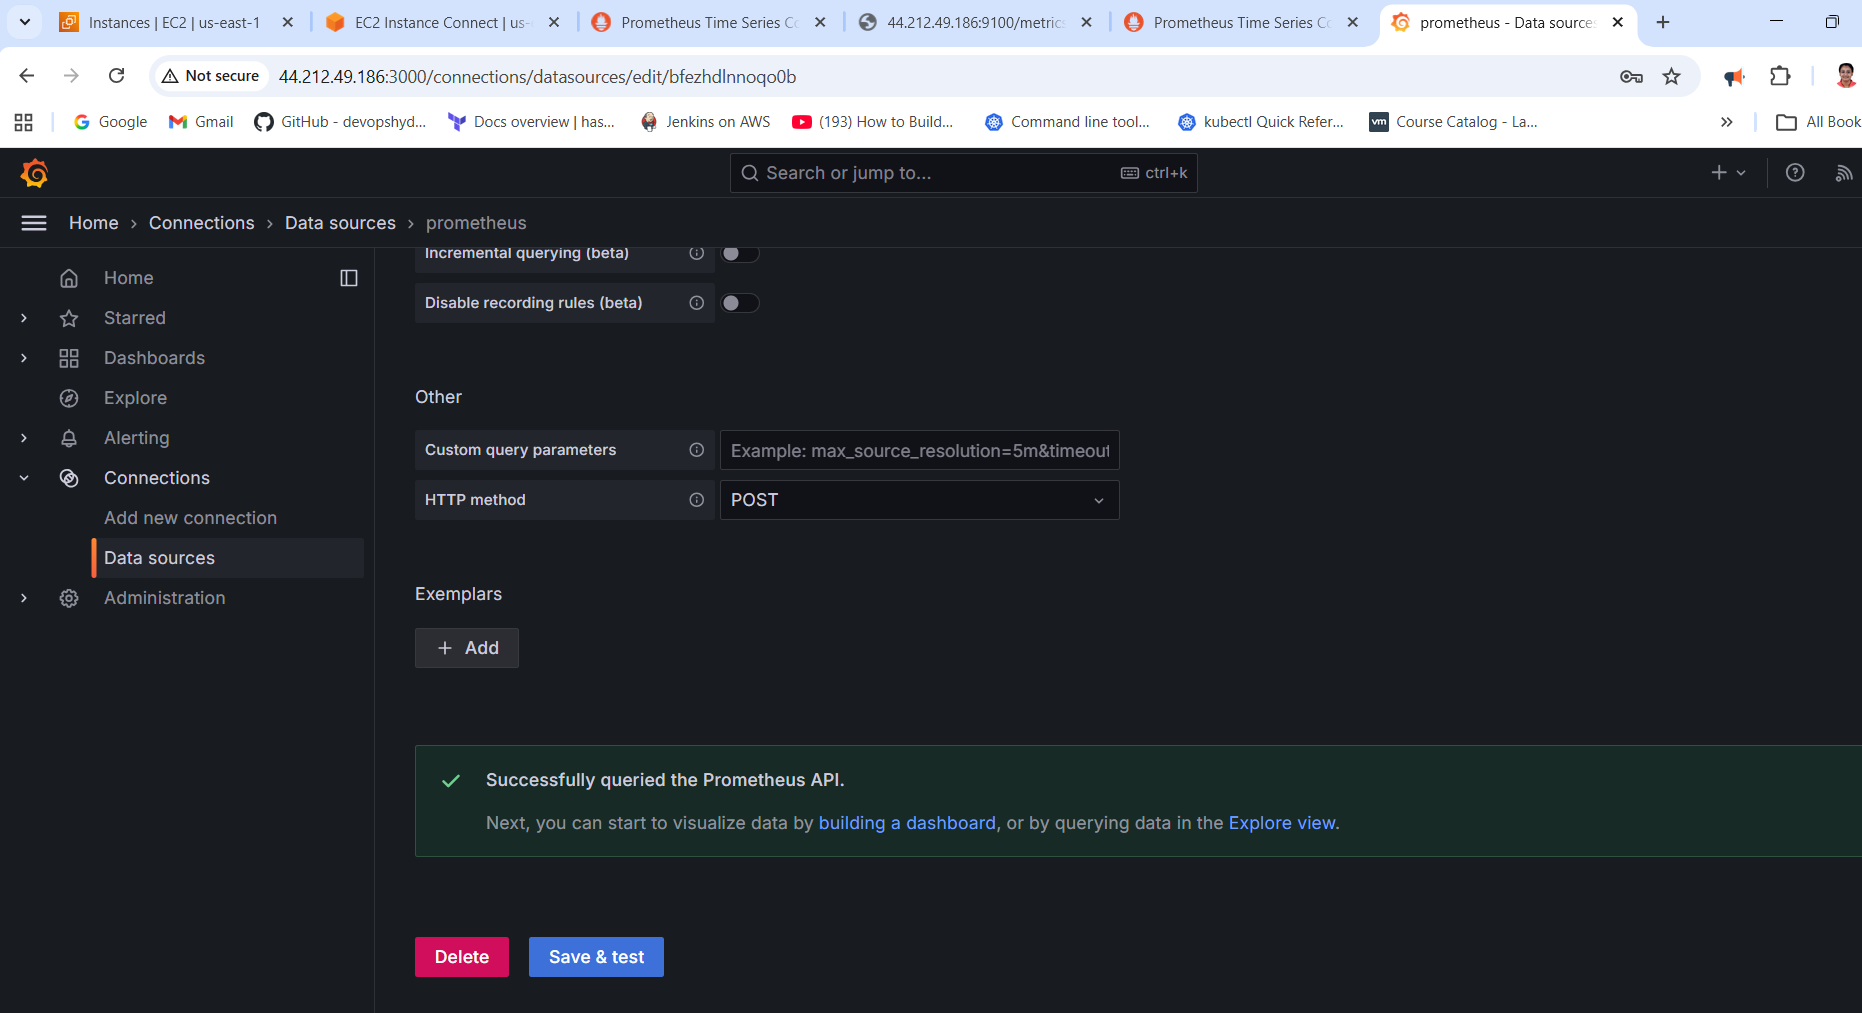 Instances | EC2 | us-east-1
EC2 Instance Connect | us-
Prometheus Time Series Co
44.212.49.186:9100/metrics
Prometheus Time Series Co
prometheus - Data sources
Not secure
44.212.49.186:3000/connections/datasources/edit/bfezhdlnnoqo0b
Google
Gmail
GitHub - devopshyd...
Docs overview | has...
Jenkins on AWS
(193) How to Build...
Command line tool...
kubectl Quick Refer...
vm
Course Catalog - La...
All Book
Search or jump to...
ctrl+k
Home › Connections › Data sources › prometheus
Home
Starred
Dashboards
Explore
Alerting
Connections
Add new connection
Data sources
Administration
Incremental querying (beta)
Disable recording rules (beta)
Other
Custom query parameters
Example: max_source_resolution=5m&timeout
HTTP method
POST
Exemplars
+ Add
Successfully queried the Prometheus API.
Next, you can start to visualize data by building a dashboard, or by querying data in the Explore view.
Delete
Save & test